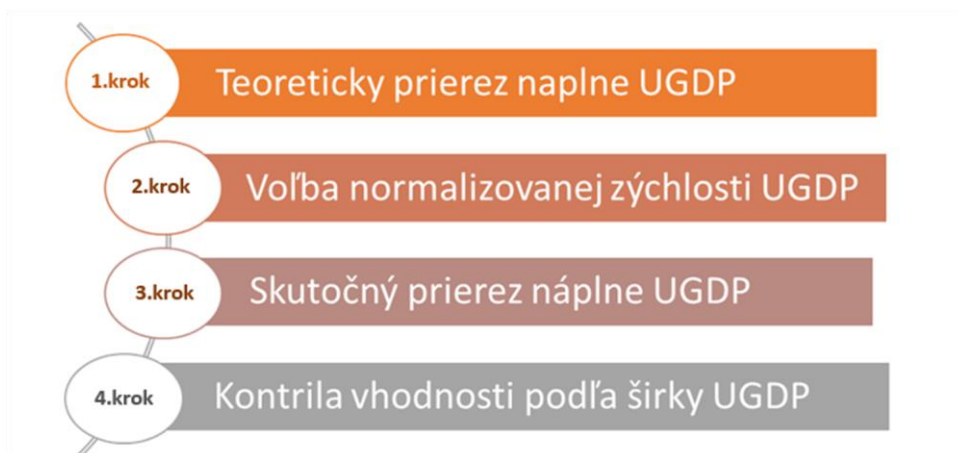 1.krok Teoreticky prierez naplne UGDP
2.krok Voľba normalizovanej zýchlosti UGDP
3.krok Skutočný prierez náplne UGDP
4.krok Kontrila vhodnosti podľa širky UGDP